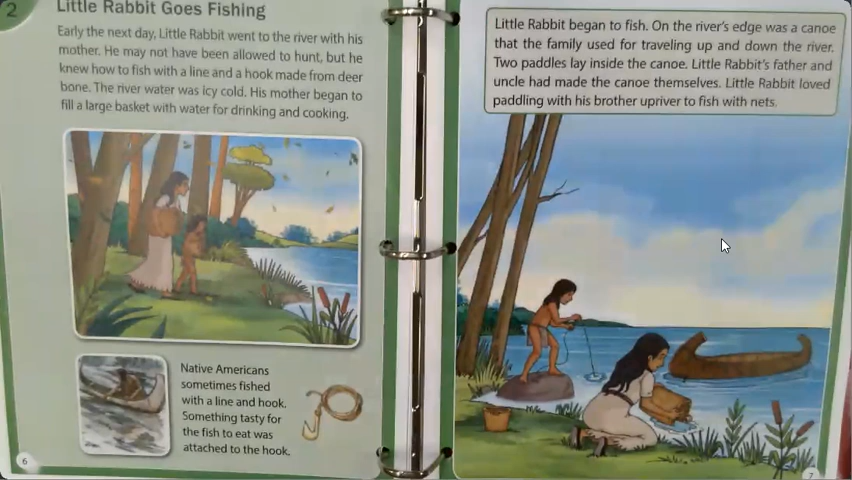 2
Little Rabbit Goes Fishing
Early the next day, Little Rabbit went to the river with his
mother. He may not have been allowed to hunt, but he
knew how to fish with a line and a hook made from deer
bone. The river water was icy cold. His mother began to
fill a large basket with water for drinking and cooking.
Native Americans
sometimes fished
with a line and hook.
Something tasty for
the fish to eat was
attached to the hook.
6
Little Rabbit began to fish. On the river's edge was a canoe
that the family used for traveling up and down the river.
Two paddles lay inside the canoe. Little Rabbit's father and
uncle had made the canoe themselves. Little Rabbit loved
paddling with his brother upriver to fish with nets.
7